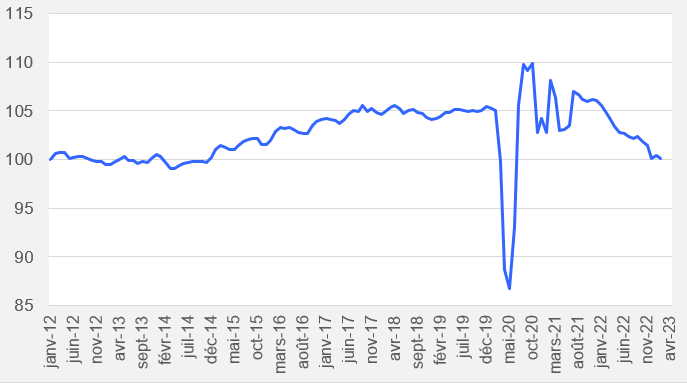 115
110
105
100
95
90
85
janv-12
juin-12
nov-12
avr-13
sept-13
févr-14
juil-14
déc-14
mai-15
oct-15
mars-16
août-16
janv-17
juin-17
nov-17
avr-18
sept-18
févr-19
juil-19
déc-19
mai-20
oct-20
mars-21
août-21
janv-22
juin-22
nov-22
avr-23